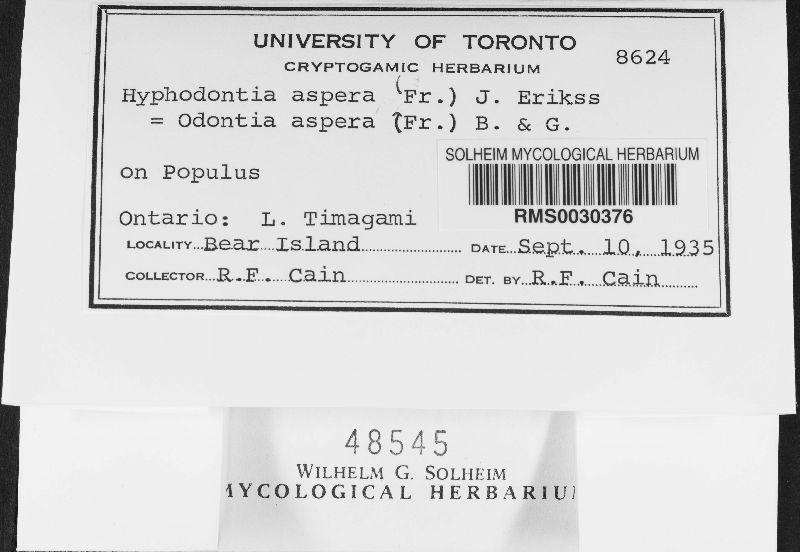 UNIVERSITY OF TORONTO
CRYPTOGAMIC HERBARIUM
8624
Hyphodontia aspera (Fr.) J. Erikss
= Odontia aspera (Fr.) B. & G.
SOLHEIM MYCOLOGICAL HERBARIUM
on Populus
RMS0030376
Ontario: L. Timagami
LOCALITY Bear Island DATE Sept. 10, 1935
COLLECTOR R.F. Cain DET. BY R.F. Cain
48545
WILHELM G. SOLHEIM
MYCOLOGICAL HERBARIUM